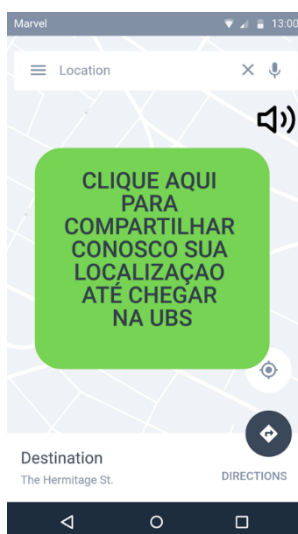 Marvel 13:00
Location
CLIQUE AQUI
PARA
COMPARTILHAR
CONOSCO SUA
LOCALIZAÇAO
ATÉ CHEGAR
NA UBS
Destination
The Hermitage St.
DIRECTIONS